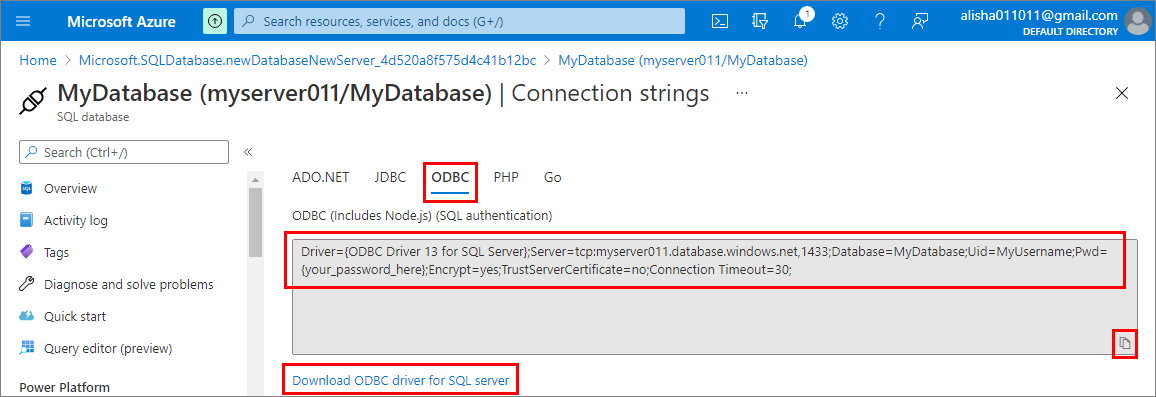 Microsoft Azure
Search resources, services, and docs (G+/)
1
alisha011011@gmail.com
DEFAULT DIRECTORY
Home > Microsoft.SQLDatabase.newDatabaseNewServer_4d520a8f575d4c41b12bc > MyDatabase (myserver011/MyDatabase)
MyDatabase (myserver011/MyDatabase) | Connection strings ...
SQL database
Search (Ctrl+/)
Overview
Activity log
Tags
Diagnose and solve problems
Quick start
Query editor (preview)
Power Platform
ADO.NET JDBC ODBC PHP Go
ODBC (Includes Node.js) (SQL authentication)
Driver={ODBC Driver 13 for SQL Server};Server=tcp:myserver011.database.windows.net,1433;Database=MyDatabase;Uid=MyUsername;Pwd=
{your_password_here};Encrypt=yes;TrustServerCertificate=no;Connection Timeout=30;
Download ODBC driver for SQL server